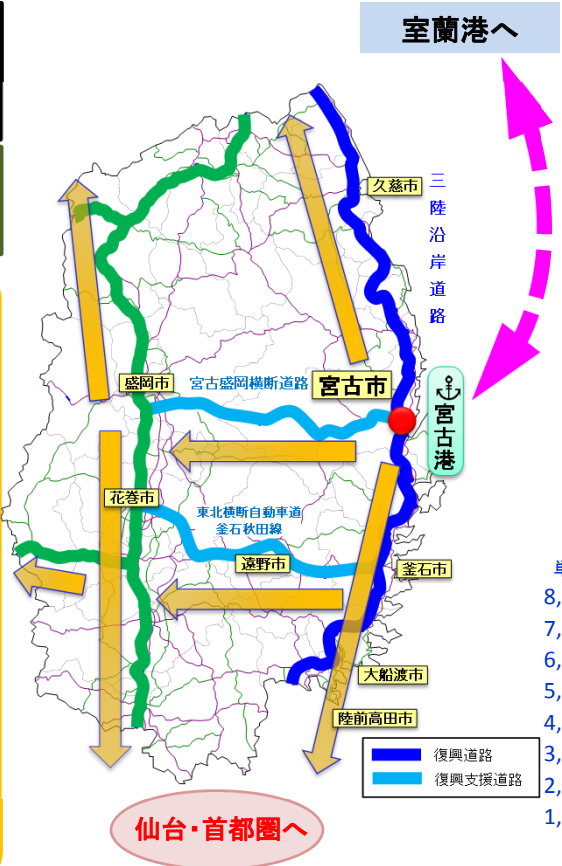 室蘭港へ
久慈市
三陸沿岸道路
盛岡市
宮古盛岡横断道路
宮古市
宮古港
花巻市
東北横断自動車道
釜石秋田線
遠野市
釜石市
大船渡市
陸前高田市
復興道路
復興支援道路
仙台・首都圏へ
8,
7,
6,
5,
4,
3,
2,
1,